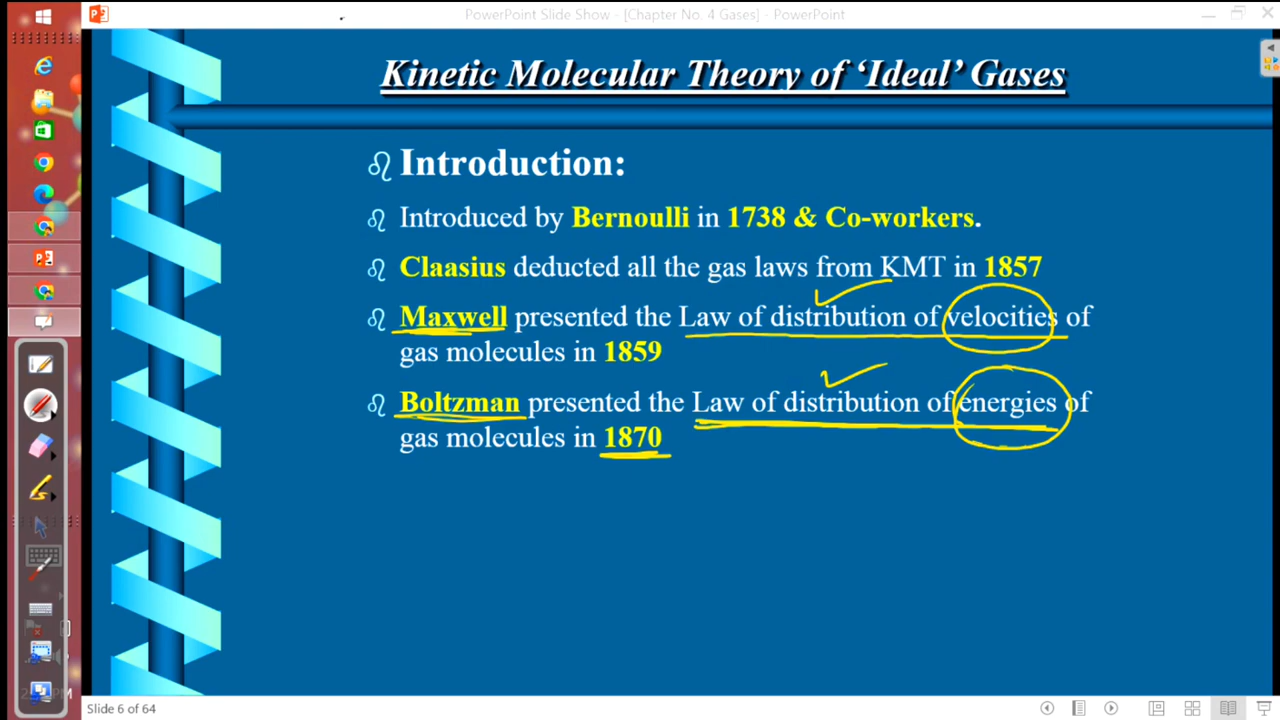 PowerPoint Slide Show - [Chapter No. 4 Gases] - PowerPoint
Kinetic Molecular Theory of ‘Ideal’ Gases
Introduction:
Introduced by Bernoulli in 1738 & Co-workers.
Claasius deducted all the gas laws from KMT in 1857
Maxwell presented the Law of distribution of velocities of
gas molecules in 1859
Boltzman presented the Law of distribution of energies of
gas molecules in 1870
Slide 6 of 64